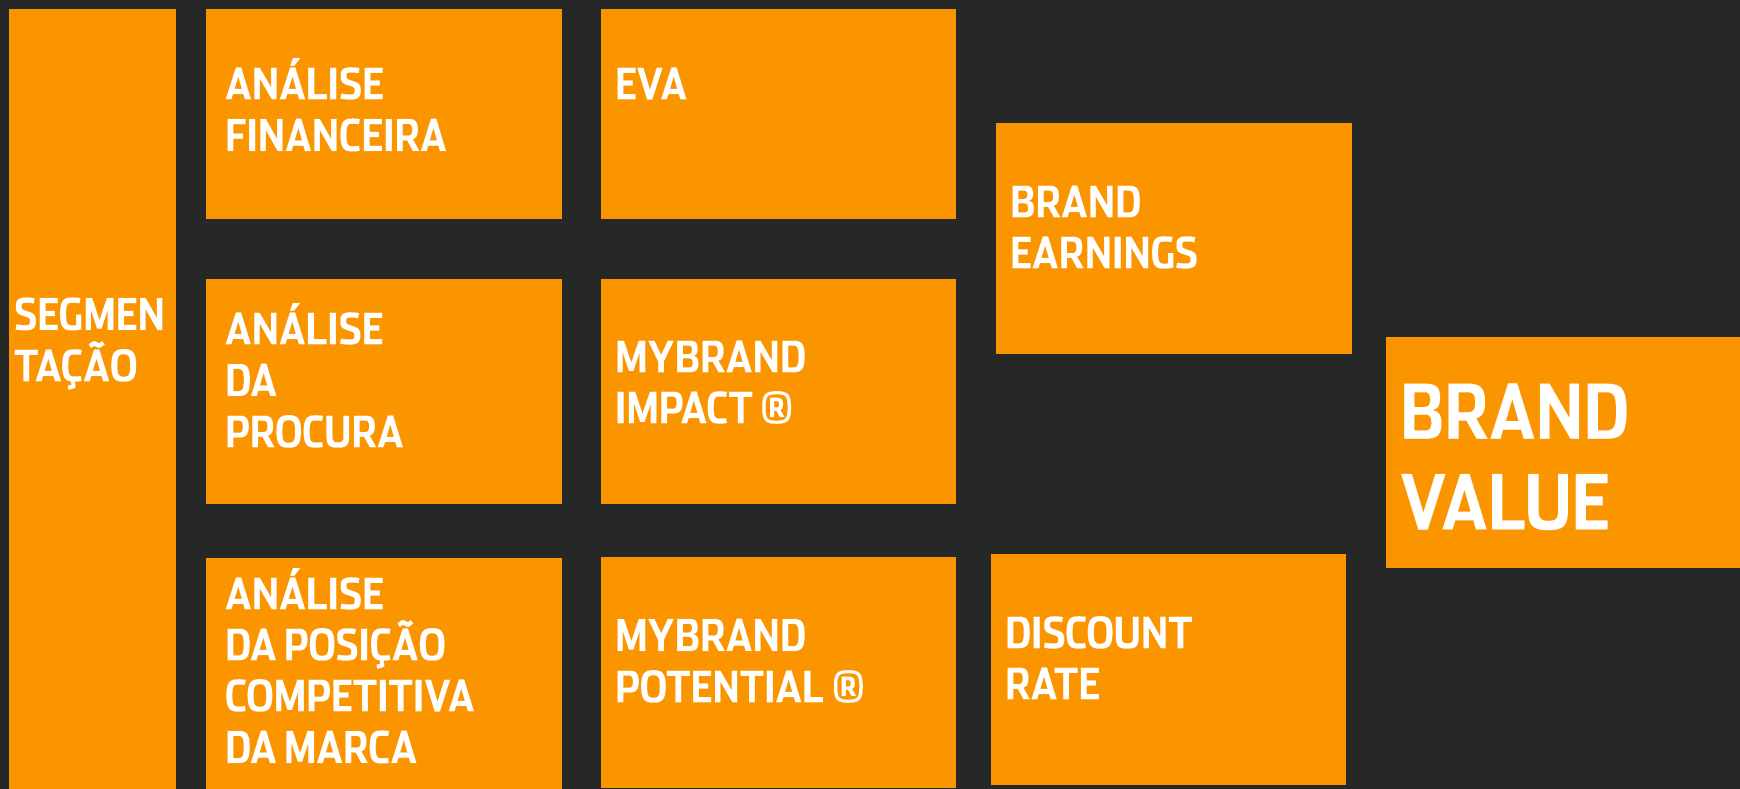 SEGMEN
TAÇÃO
ANÁLISE
FINANCEIRA
ANÁLISE
DA
PROCURA
ANÁLISE
DA POSIÇÃO
COMPETITIVA
DA MARCA
EVA
MYBRAND
IMPACT ®
MYBRAND
POTENTIAL ®
BRAND
EARNINGS
DISCOUNT
RATE
BRAND
VALUE